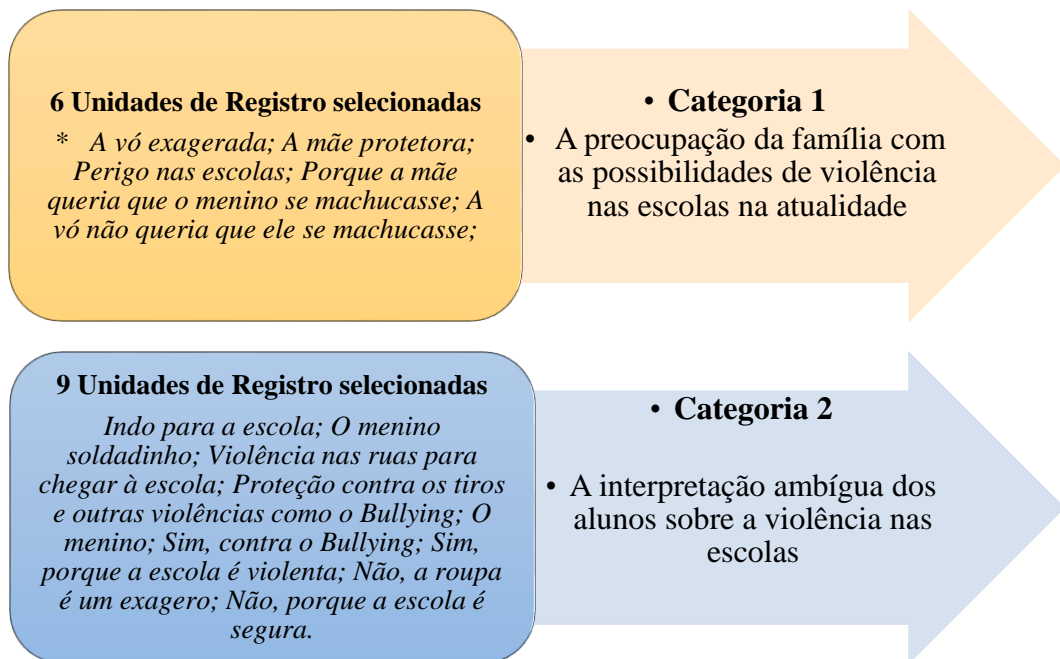 6 Unidades de Registro selecionadas
* A vó exagerada; A mãe protetora;
Perigo nas escolas; Porque a mãe
queria que o menino se machucasse; A
vó não queria que ele se machucasse;
• Categoria 1
• A preocupação da família com
as possibilidades de violência
nas escolas na atualidade
9 Unidades de Registro selecionadas
Indo para a escola; O menino
soldadinho; Violência nas ruas para
chegar à escola; Proteção contra os tiros
e outras violências como o Bullying; O
menino; Sim, contra o Bullying; Sim,
porque a escola é violenta; Não, a roupa
é um exagero; Não, porque a escola é
segura.
• Categoria 2
• A interpretação ambígua dos
alunos sobre a violência nas
escolas